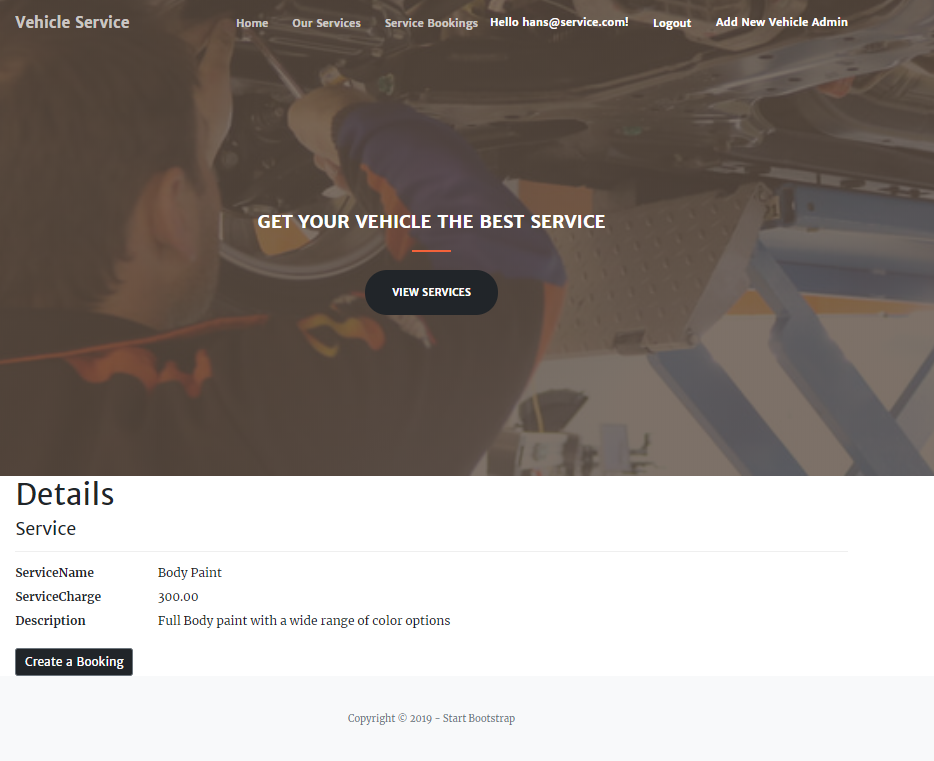 Vehicle Service Home Our Services Service Bookings Hello hans@service.com! Logout Add New Vehicle Admin
GET YOUR VEHICLE THE BEST SERVICE
VIEW SERVICES
Details
Service
ServiceName Body Paint
ServiceCharge 300.00
Description Full Body paint with a wide range of color options
Create a Booking
Copyright © 2019 - Start Bootstrap